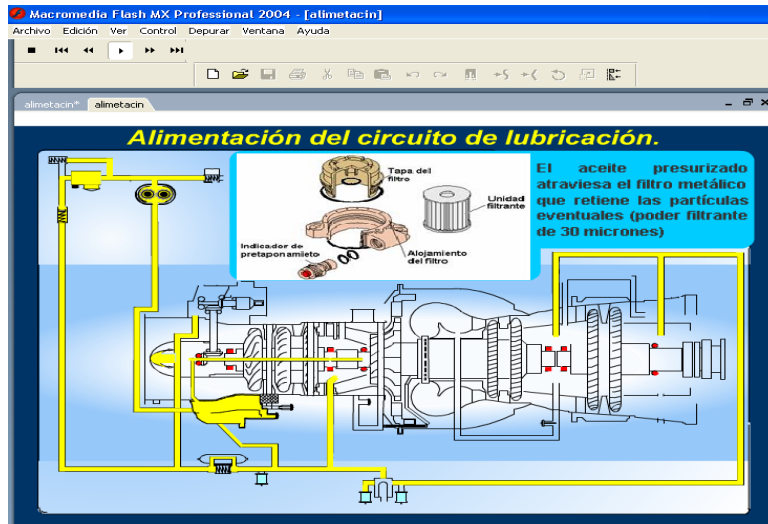 Macromedia Flash MX Professional 2004 - [alimetacin]
Archivo Edición Ver Control Depurar Ventana Ayuda
alimetacin* alimetacin
Alimentación del circuito de lubricación.
Tapa del
filtro
Unidad
filtrante
Indicador de
pretaponamieto
Alojamiento
del filtro
El aceite presurizado
atraviesa el filtro metálico
que retiene las partículas
eventuales (poder filtrante
de 30 micrones)